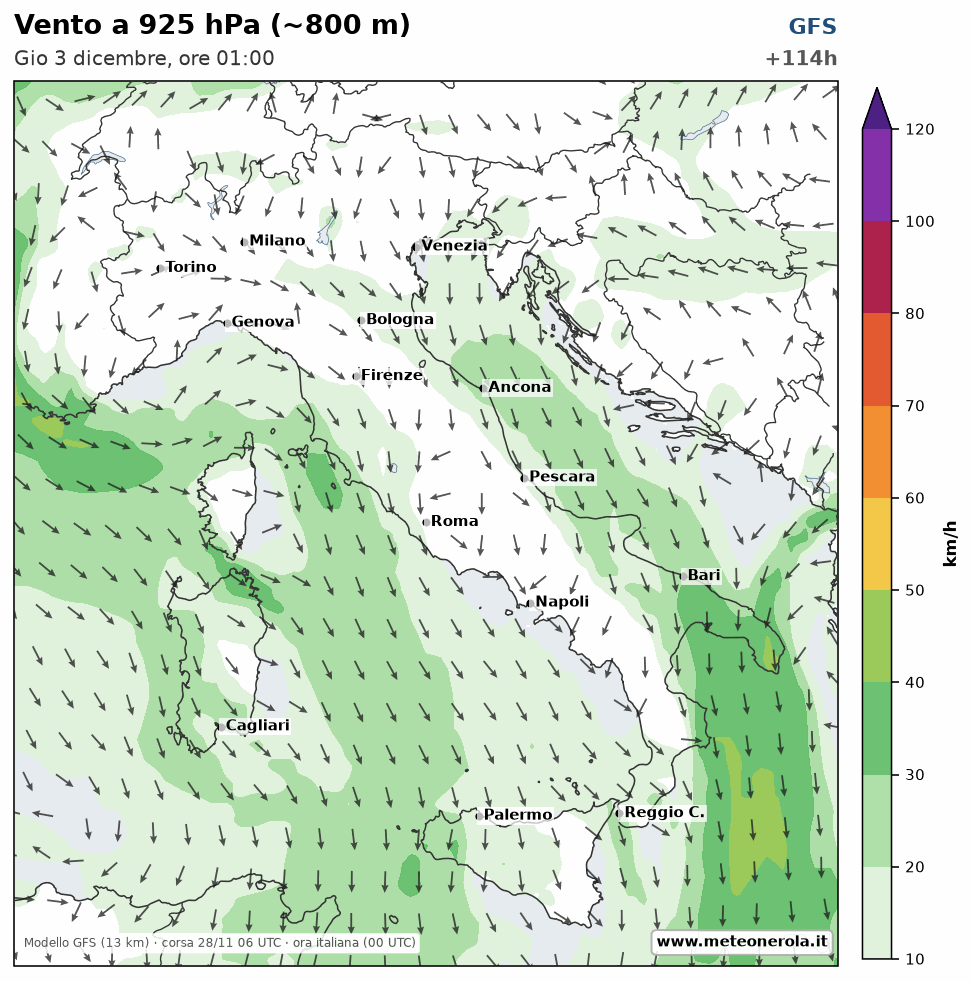 Vento a 925 hPa (~800 m)
GFS
Gio 3 dicembre, ore 01:00
+114h
Milano
Venezia
Torino
Genova
Bologna
Firenze
Ancona
Pescara
Roma
Bari
Napoli
Cagliari
Palermo
Reggio C.
120
100
80
70
60
50
40
30
20
10
km/h
Modello GFS (13 km) · corsa 28/11 06 UTC · ora italiana (00 UTC)
www.meteonerola.it